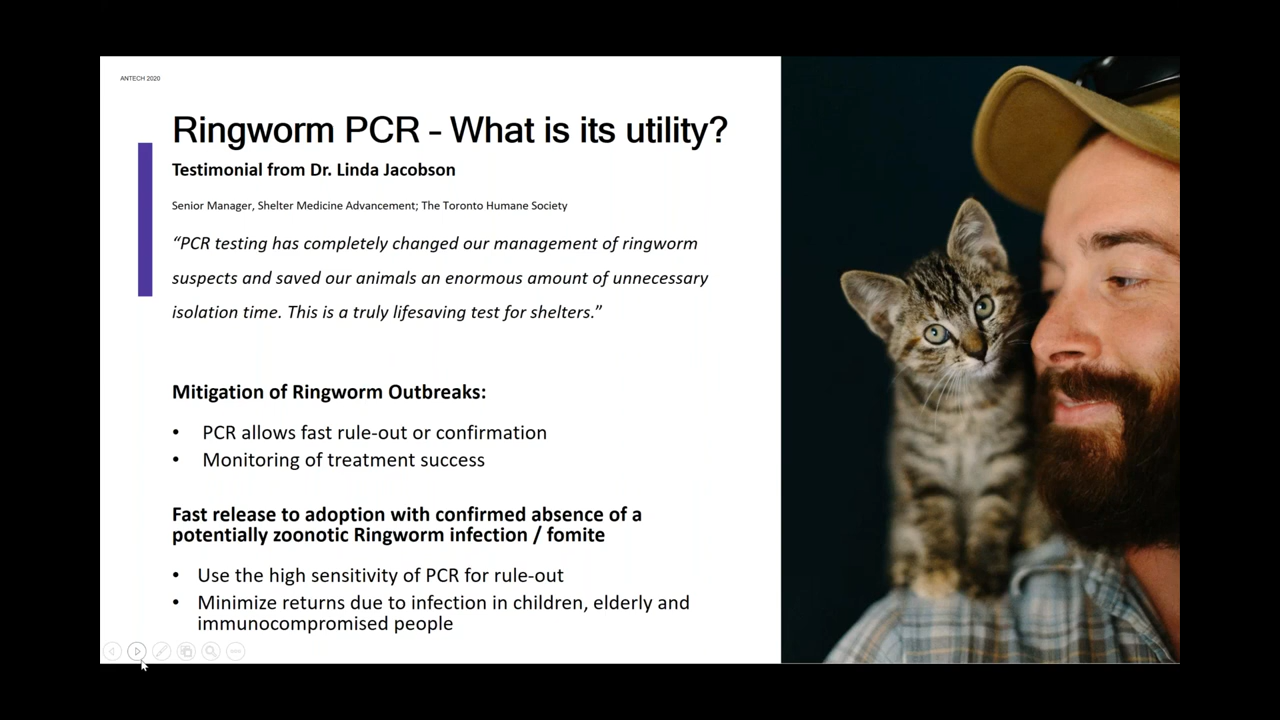 ANTECH 2020
Ringworm PCR – What is its utility?
Testimonial from Dr. Linda Jacobson
Senior Manager, Shelter Medicine Advancement; The Toronto Humane Society
“PCR testing has completely changed our management of ringworm
suspects and saved our animals an enormous amount of unnecessary
isolation time. This is a truly lifesaving test for shelters.”
Mitigation of Ringworm Outbreaks:
• PCR allows fast rule-out or confirmation
• Monitoring of treatment success
Fast release to adoption with confirmed absence of a
potentially zoonotic Ringworm infection / fomite
• Use the high sensitivity of PCR for rule-out
• Minimize returns due to infection in children, elderly and
immunocompromised people